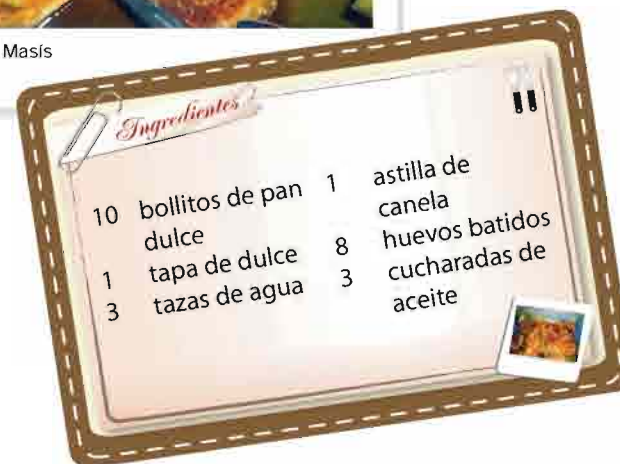 Masís
Ingredientes
10 bollitos de pan
dulce
1 tapa de dulce
3 tazas de agua
1 astilla de
canela
8 huevos batidos
3 cucharadas de
aceite